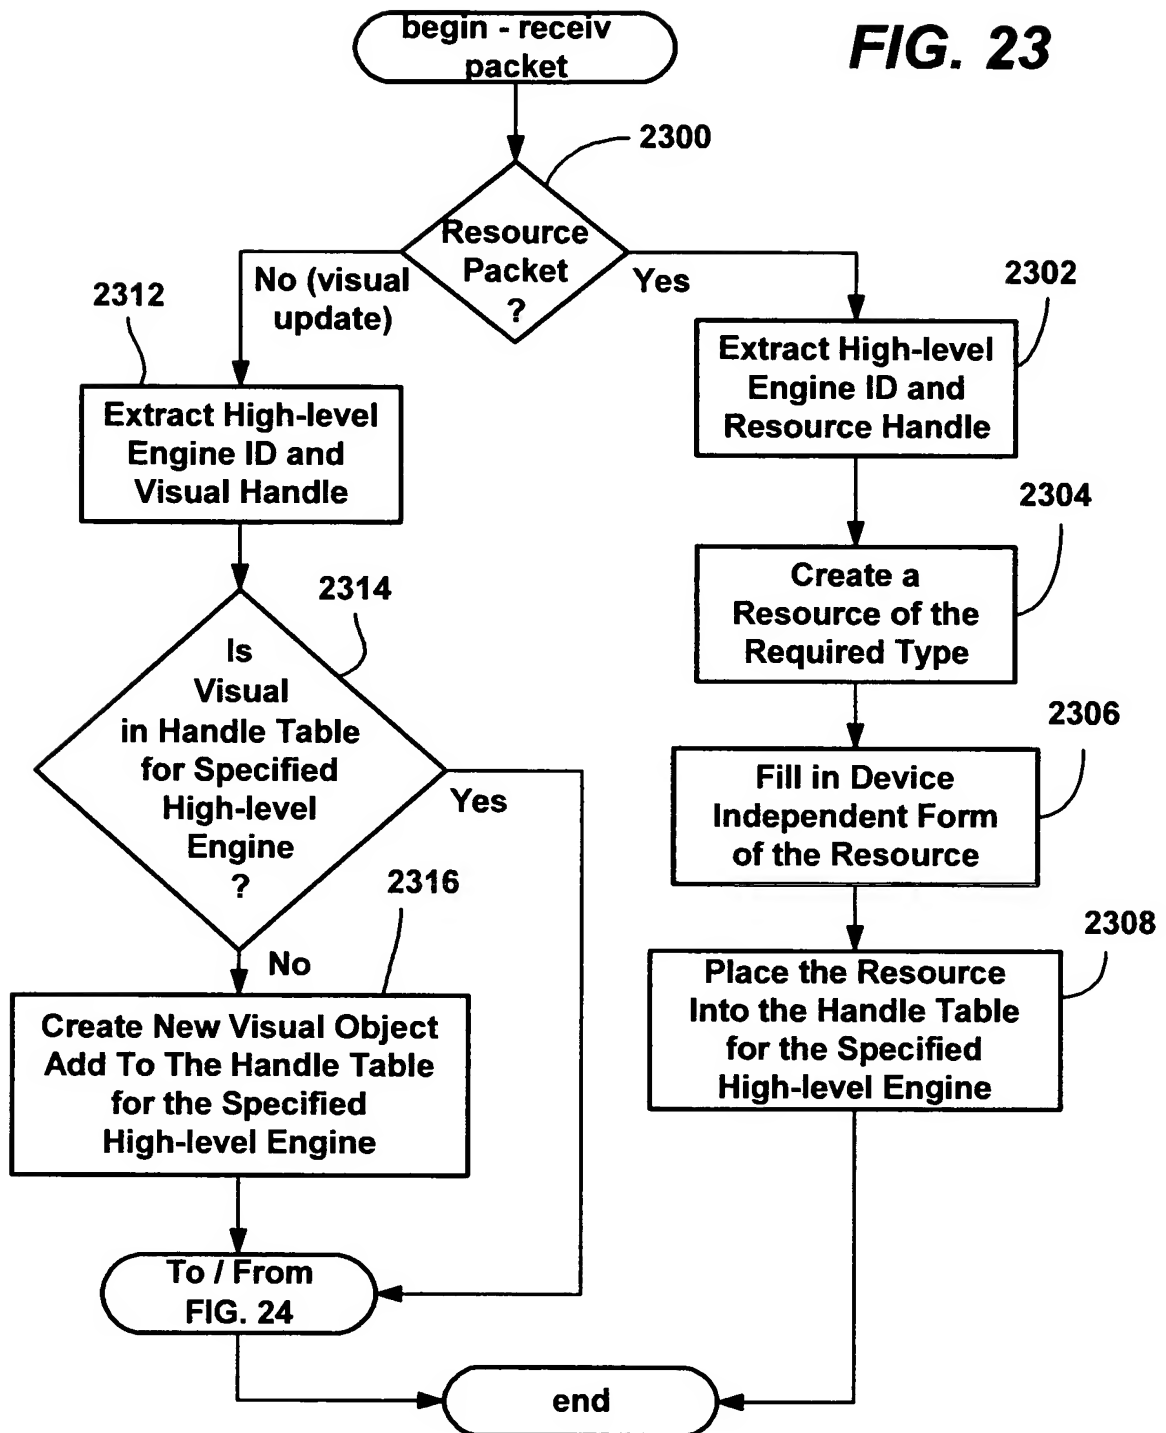 begin - receiv
packet
FIG. 23
2300
Resource
Packet
?
No (visual
update)
Yes
2312
2302
Extract High-level
Engine ID and
Visual Handle
Extract High-level
Engine ID and
Resource Handle
2304
2314
Create a
Resource of the
Required Type
Is
Visual
in Handle Table
for Specified
High-level
Engine
?
Yes
2306
Fill in Device
Independent Form
of the Resource
2316
No
2308
Create New Visual Object
Add To The Handle Table
for the Specified
High-level Engine
Place the Resource
Into the Handle Table
for the Specified
High-level Engine
To / From
FIG. 24
end